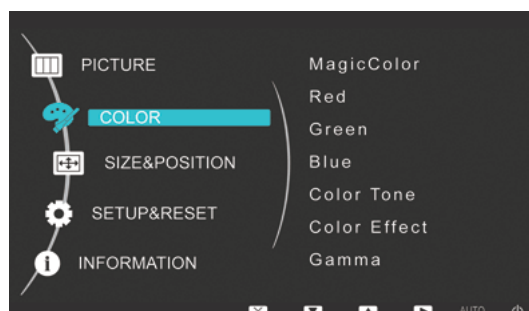 PICTURE
COLOR
SIZE&POSITION
SETUP&RESET
INFORMATION
MagicColor
Red
Green
Blue
Color Tone
Color Effect
Gamma
AUTO